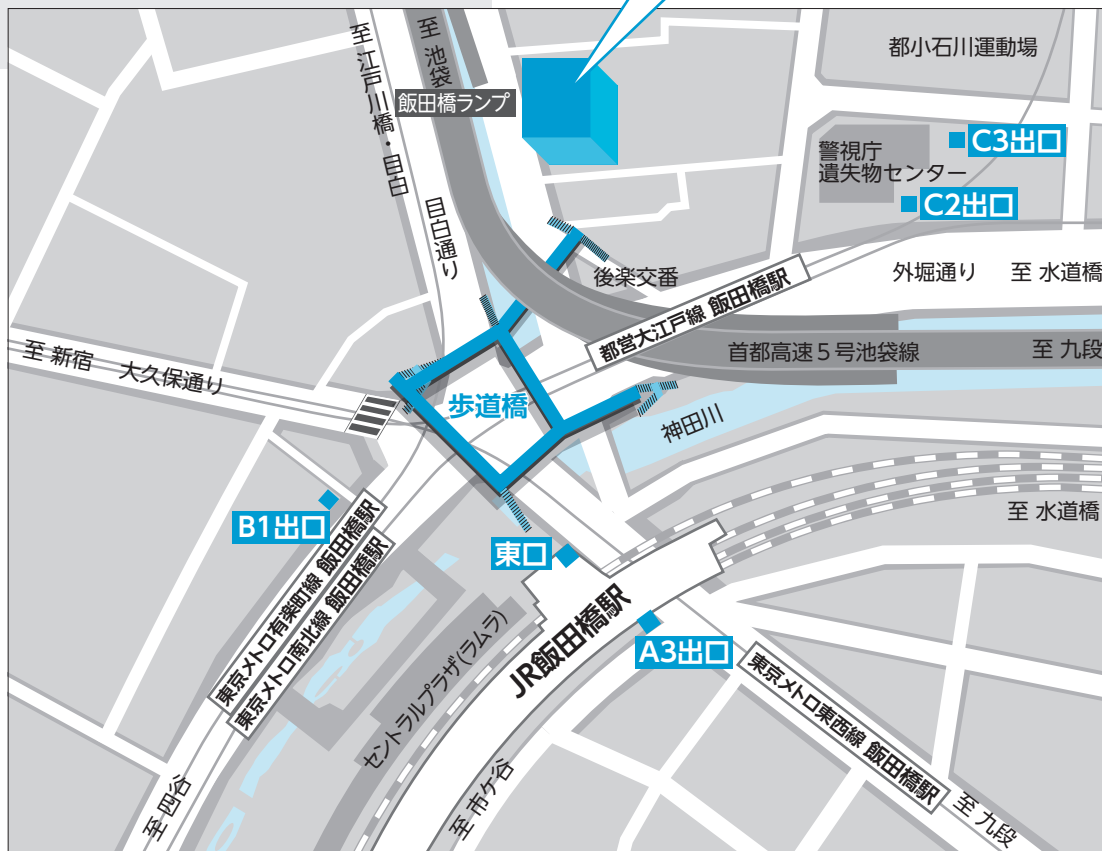 至 江戸川橋・目白
至 池袋
都小石川運動場
飯田橋ランプ
C3出口
警視庁
遺失物センター
C2出口
目白通り
後楽交番
外堀通り
至 水道橋
都営大江戸線 飯田橋駅
首都高速5号池袋線
至 九段
至 新宿
大久保通り
歩道橋
神田川
B1出口
至 水道橋
東口
東京メトロ有楽町線 飯田橋駅
東京メトロ南北線 飯田橋駅
JR飯田橋駅
A3出口
セントラルプラザ(ラムラ)
東京メトロ東西線 飯田橋駅
至 四谷
至 市ヶ谷
至 九段